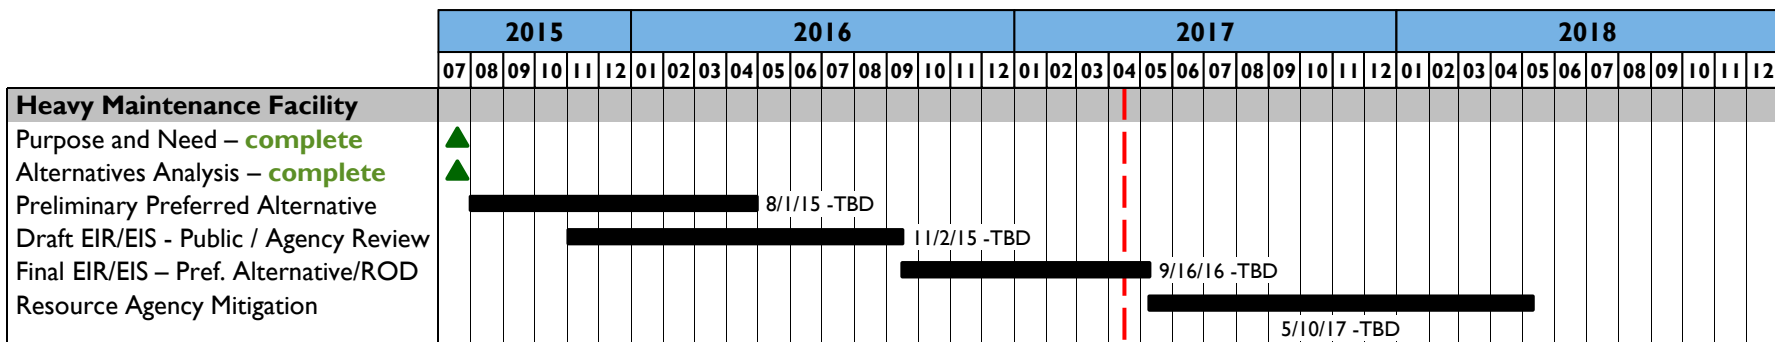 2015 2016 2017 2018
07 08 09 10 11 12 01 02 03 04 05 06 07 08 09 10 11 12 01 02 03 04 05 06 07 08 09 10 11 12 01 02 03 04 05 06 07 08 09 10 11 12
Heavy Maintenance Facility
Purpose and Need – complete
Alternatives Analysis – complete
Preliminary Preferred Alternative 8/1/15 -TBD
Draft EIR/EIS - Public / Agency Review 11/2/15 -TBD
Final EIR/EIS – Pref. Alternative/ROD 9/16/16 -TBD
Resource Agency Mitigation
5/10/17 -TBD